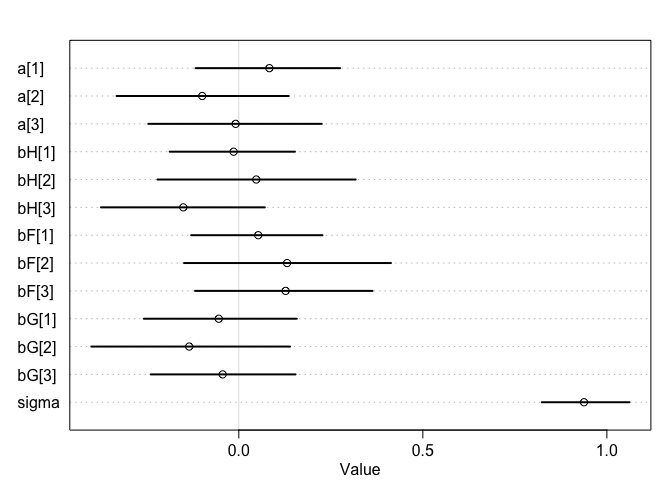 a[1]
a[2]
a[3]
bH[1]
bH[2]
bH[3]
bF[1]
bF[2]
bF[3]
bG[1]
bG[2]
bG[3]
sigma
0.0 0.5 1.0
Value